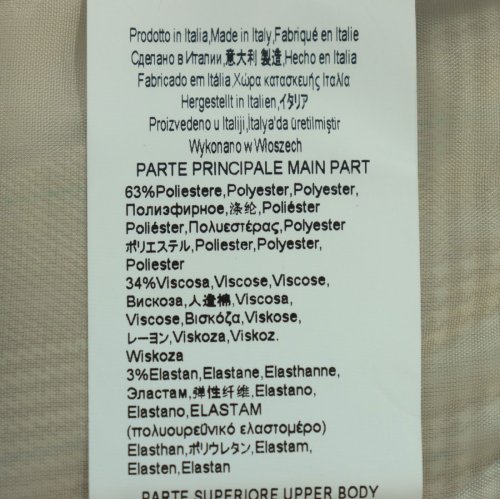 Prodotto in Italia,Made in Italy,Fabriqué en Italie
Сделано в Италии,意大利 製造,Hecho en Italia
Fabricado em Itália,Χώρα κατασκευής Ιταλία
Hergestellt in Italien,イタリア
Proizvedeno u Italiji,Italya'da üretilmiştir
Wykonano w Włoszech
PARTE PRINCIPALE MAIN PART
63%Poliestere,Polyester,Polyester,
Полиэфирное,涤纶,Poliéster
Poliéster,Πολυεστέρας,Polyester
ポリエステル,Poliester,Poliester,
Poliester
34%Viscosa,Viscose,Viscose,
Вискоза,人造棉,Viscosa,
Viscose,Βισκόζα,Viskose,
レーヨン,Viskoza,Viskoz.
Wiskoza
3%Elastan,Elastane,Elasthanne,
Эластам,弹性纤维,Elastano,
Elastano,ELASTAM
(πολυουρεθνικό ελαστομέρο)
Elasthan,ポリウレタン,Elastam,
Elasten,Elastan
PARTE SUPERIORE UPPER BODY